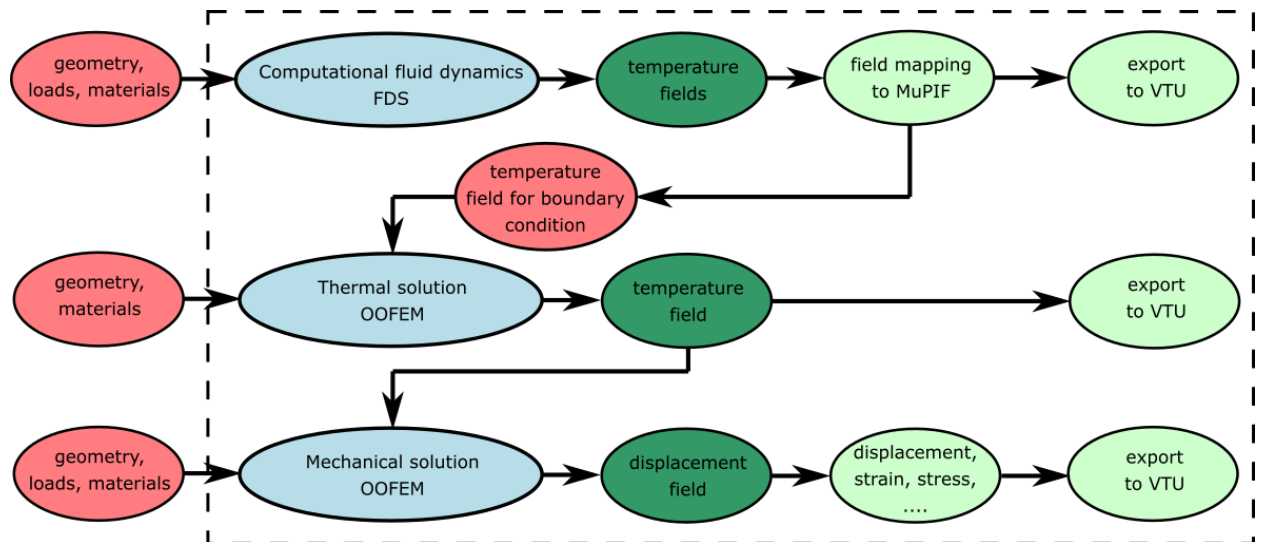 geometry,
loads, materials
Computational fluid dynamics
FDS
temperature
fields
field mapping
to MuPIF
export
to VTU
temperature
field for boundary
condition
geometry,
materials
Thermal solution
OOFEM
temperature
field
export
to VTU
geometry,
loads, materials
Mechanical solution
OOFEM
displacement
field
displacement,
strain, stress,
....
export
to VTU